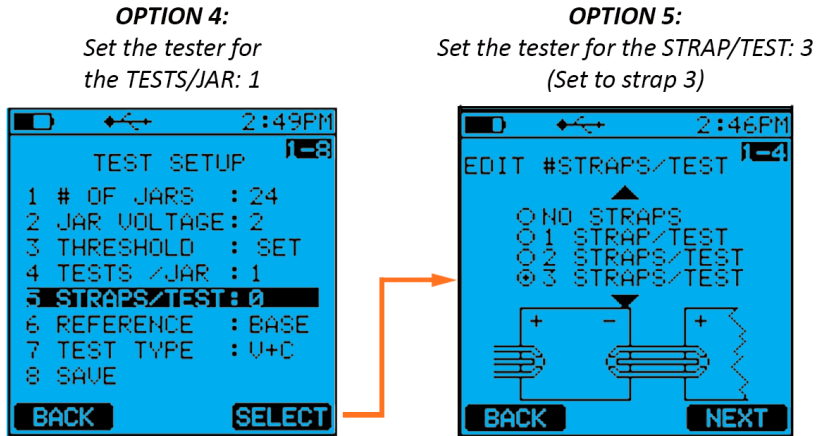 OPTION 4:
Set the tester for
the TESTS/JAR: 1
2:49PM
1-8
TEST SETUP
1 # OF JARS : 24
2 JAR VOLTAGE: 2
3 THRESHOLD : SET
4 TESTS /JAR : 1
5 STRAPS/TEST: 0
6 REFERENCE : BASE
7 TEST TYPE : V+C
8 SAVE
BACK SELECT
OPTION 5:
Set the tester for the STRAP/TEST: 3
(Set to strap 3)
2:46PM
1-4
EDIT #STRAPS/TEST
NO STRAPS
1 STRAP/TEST
2 STRAPS/TEST
3 STRAPS/TEST
+ - +
BACK NEXT